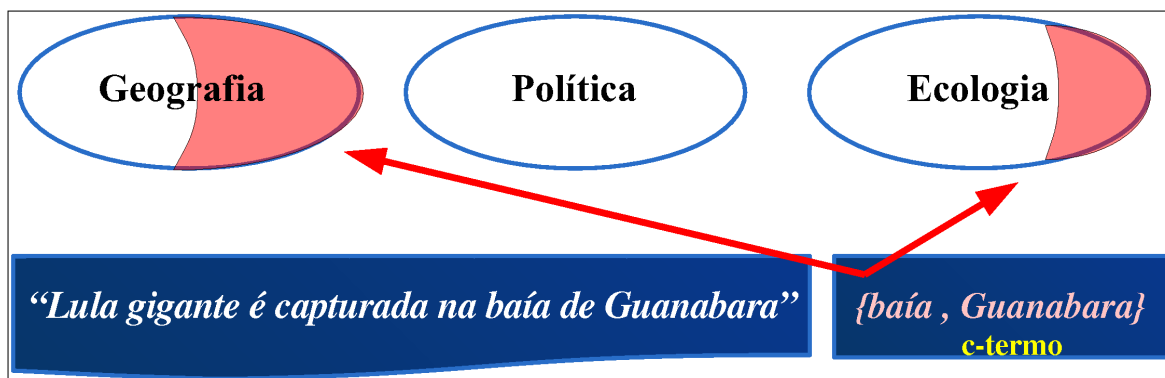 Geografia
Política
Ecologia
“Lula gigante é capturada na baía de Guanabara”
{baía , Guanabara}
c-termo